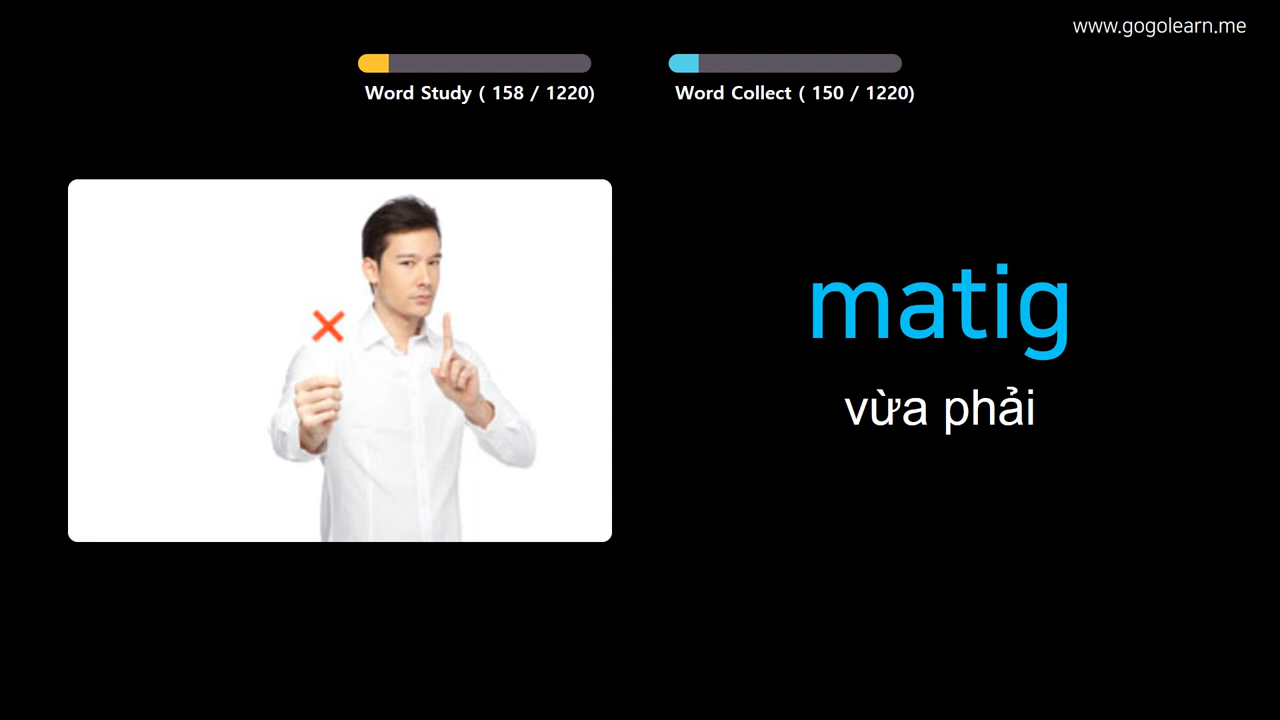 www.gogolearn.me
Word Study ( 158 / 1220)
Word Collect ( 150 / 1220)
matig
vừa phải